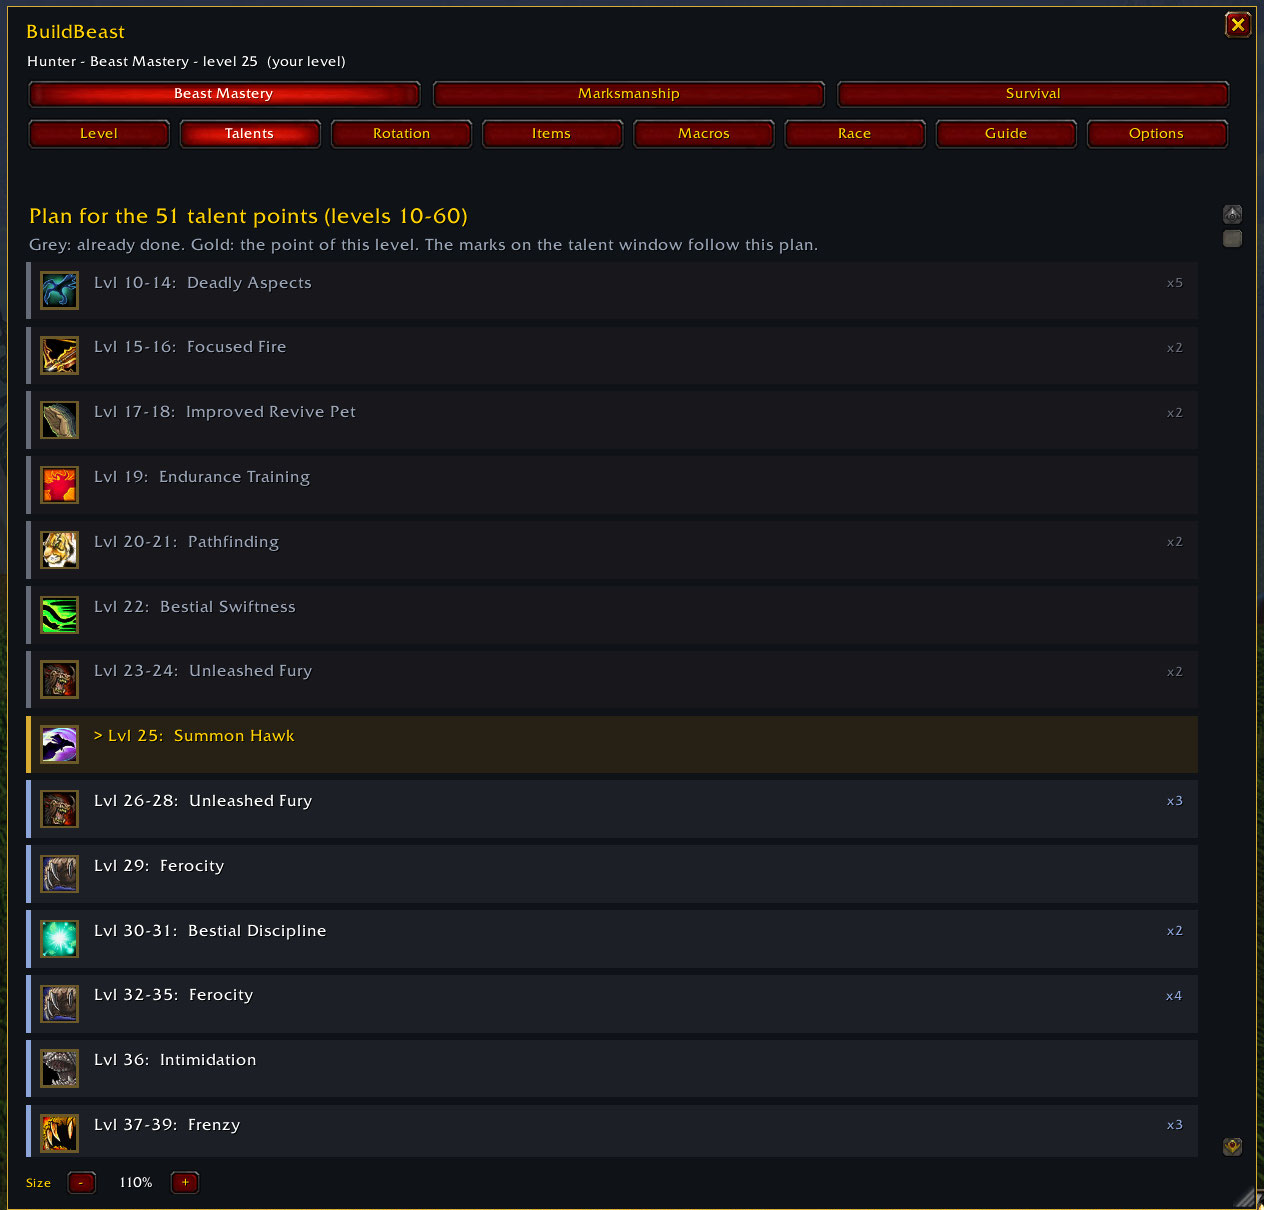 BuildBeast
Hunter - Beast Mastery - level 25 (your level)
Beast Mastery Marksmanship Survival
Level Talents Rotation Items Macros Race Guide Options
Plan for the 51 talent points (levels 10-60)
Grey: already done. Gold: the point of this level. The marks on the talent window follow this plan.
Lvl 10-14: Deadly Aspects x5
Lvl 15-16: Focused Fire x2
Lvl 17-18: Improved Revive Pet x2
Lvl 19: Endurance Training
Lvl 20-21: Pathfinding x2
Lvl 22: Bestial Swiftness
Lvl 23-24: Unleashed Fury x2
> Lvl 25: Summon Hawk
Lvl 26-28: Unleashed Fury x3
Lvl 29: Ferocity
Lvl 30-31: Bestial Discipline x2
Lvl 32-35: Ferocity x4
Lvl 36: Intimidation
Lvl 37-39: Frenzy x3
Size - 110% +